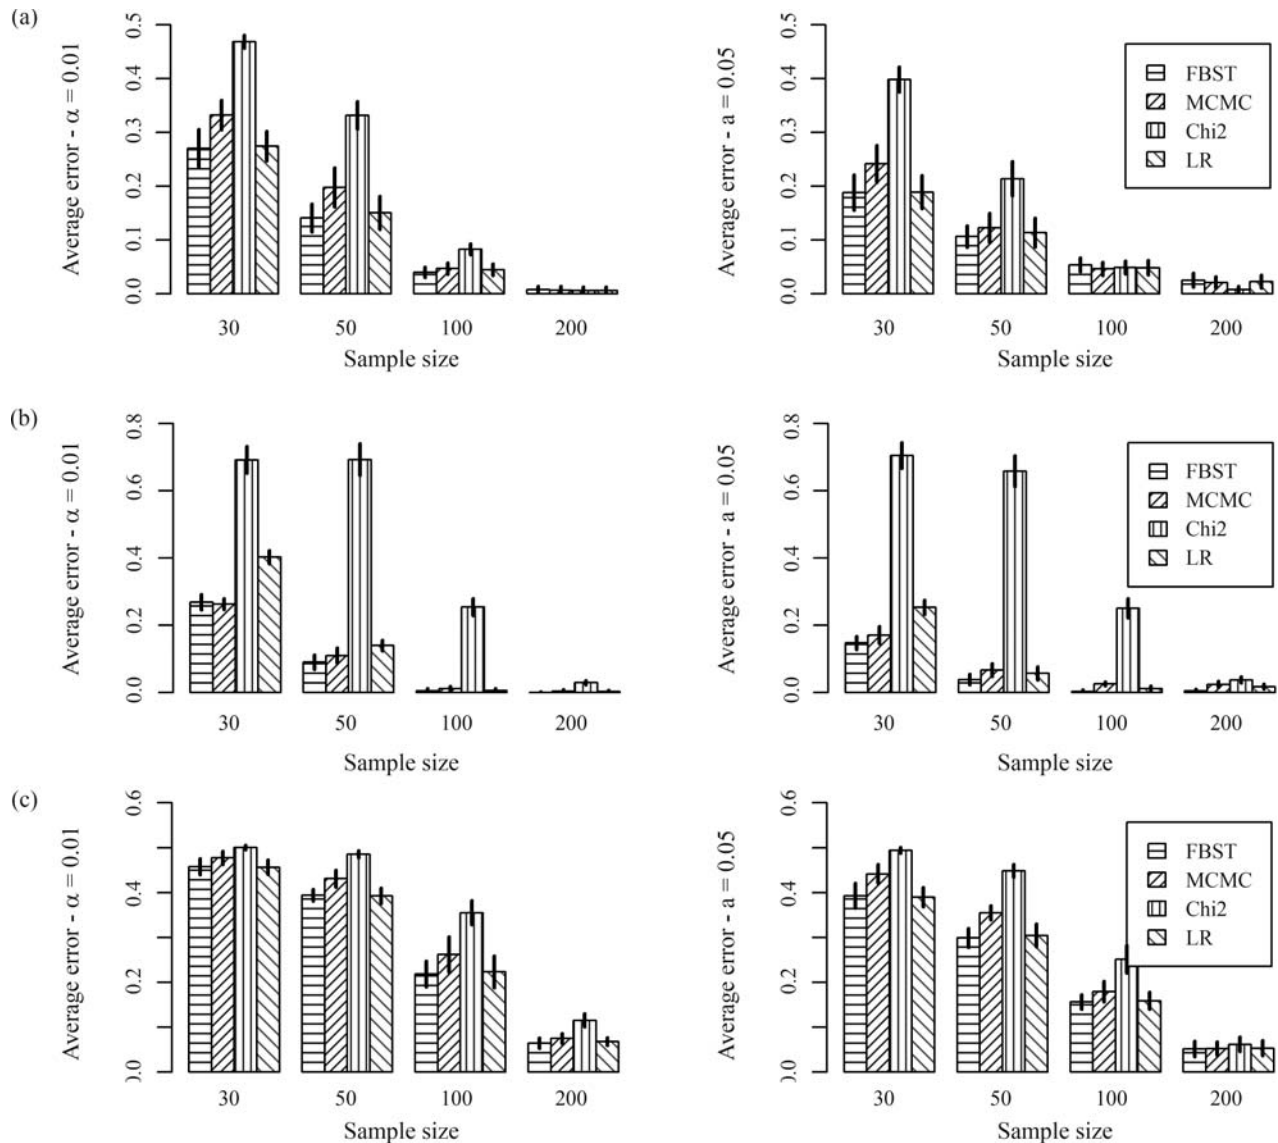 (a)
Average error - α = 0.01
0.0 0.1 0.2 0.3 0.4 0.5
30 50 100 200
Sample size
Average error - a = 0.05
0.0 0.1 0.2 0.3 0.4 0.5
30 50 100 200
Sample size
FBST
MCMC
Chi2
LR
(b)
Average error - α = 0.01
0.0 0.2 0.4 0.6 0.8
30 50 100 200
Sample size
Average error - a = 0.05
0.0 0.2 0.4 0.6 0.8
30 50 100 200
Sample size
FBST
MCMC
Chi2
LR
(c)
Average error - α = 0.01
0.0 0.2 0.4 0.6
30 50 100 200
Sample size
Average error - a = 0.05
0.0 0.2 0.4 0.6
30 50 100 200
Sample size
FBST
MCMC
Chi2
LR